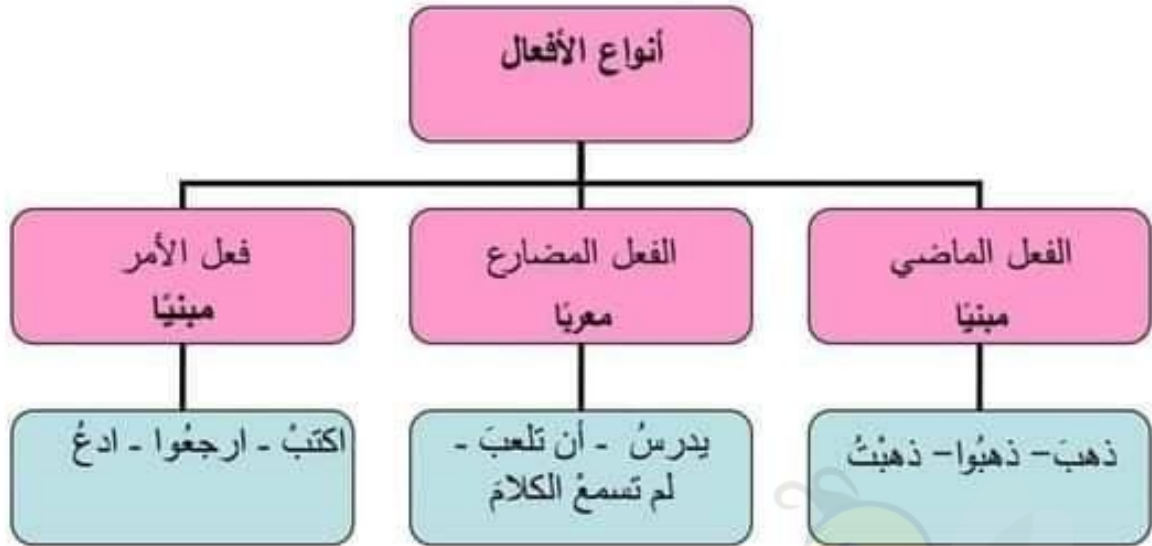 أنواع الأفعال
الفعل الماضي
مبنيًا
الفعل المضارع
معربًا
فعل الأمر
مبنيًا
ذهبَ – ذهبُوا – ذهبْتُ
يدرسُ - أن تلعبَ -
لم تسمعْ الكلامَ
اكتبْ - ارجعُوا - ادعُ